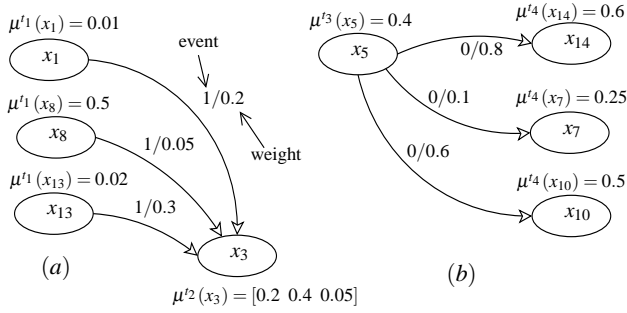 μ^{t₁}(x₁) = 0.01
x₁
event
1/0.2
weight
μ^{t₁}(x₈) = 0.5
x₈
1/0.05
μ^{t₁}(x₁₃) = 0.02
x₁₃
1/0.3
x₃
(a)
μ^{t₂}(x₃) = [0.2 0.4 0.05]
μ^{t₃}(x₅) = 0.4
x₅
0/0.8
μ^{t₄}(x₁₄) = 0.6
x₁₄
0/0.1
μ^{t₄}(x₇) = 0.25
x₇
0/0.6
μ^{t₄}(x₁₀) = 0.5
x₁₀
(b)